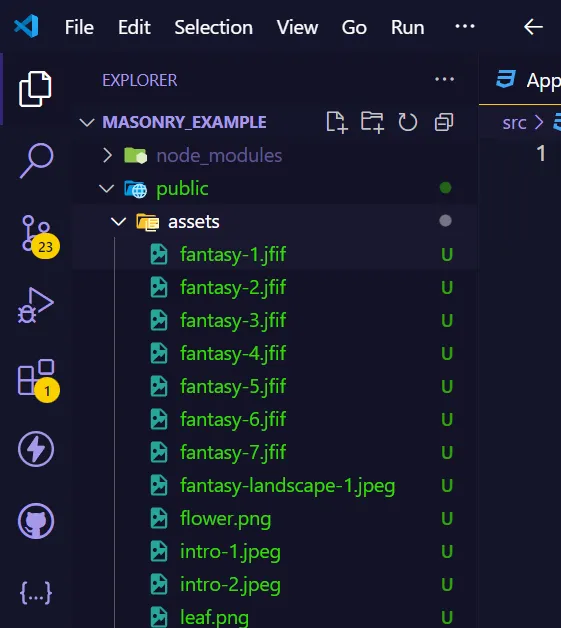 File Edit Selection View Go Run ... ←
EXPLORER ...
App
MASONRY_EXAMPLE
src >
node_modules
1
public
assets
23
fantasy-1.jfif U
fantasy-2.jfif U
fantasy-3.jfif U
fantasy-4.jfif U
1
fantasy-5.jfif U
fantasy-6.jfif U
fantasy-7.jfif U
fantasy-landscape-1.jpeg U
flower.png U
intro-1.jpeg U
intro-2.jpeg U
{...}
leaf.png U